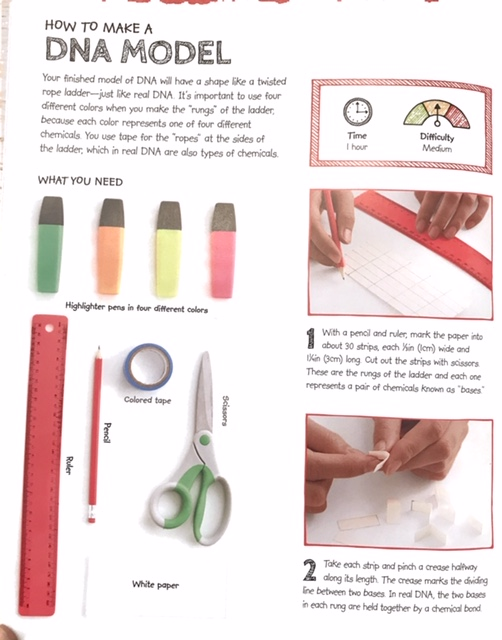 HOW TO MAKE A
DNA MODEL
Your finished model of DNA will have a shape like a twisted
rope ladder—just like real DNA. It's important to use four
different colors when you make the "rungs" of the ladder,
because each color represents one of four different
chemicals. You use tape for the "ropes" at the sides of
the ladder, which in real DNA are also types of chemicals.
Time
1 hour
Difficulty
Medium
WHAT YOU NEED
Highlighter pens in four different colors
Ruler
Pencil
Colored tape
Scissors
White paper
1 With a pencil and ruler, mark the paper into
about 30 strips, each ½in (1cm) wide and
1¼in (3cm) long. Cut out the strips with scissors.
These are the rungs of the ladder and each one
represents a pair of chemicals known as "bases."
2 Take each strip and pinch a crease halfway
along its length. The crease marks the dividing
line between two bases. In real DNA, the two bases
in each rung are held together by a chemical bond.